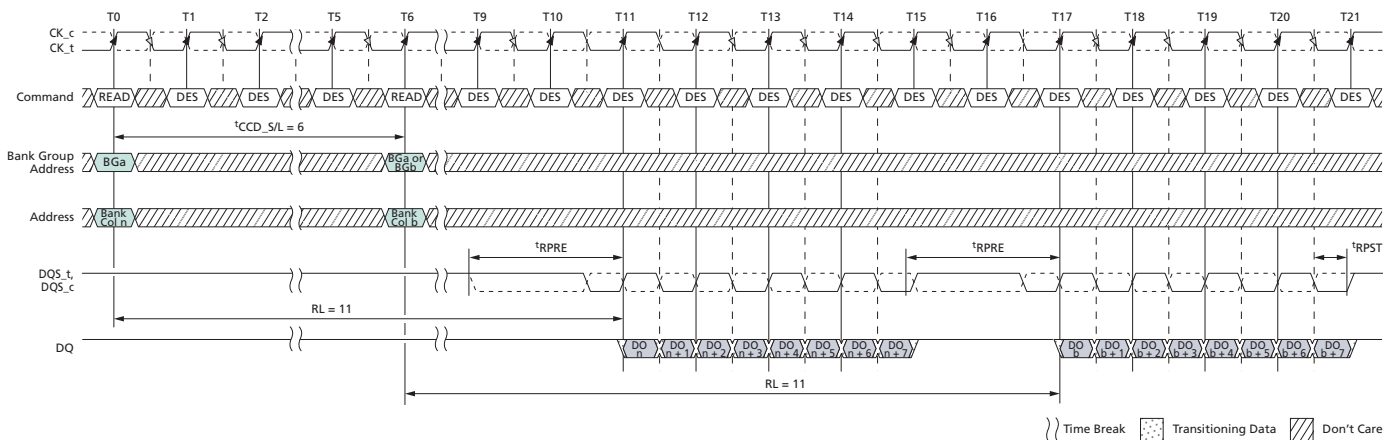 T0 T1 T2 T5 T6 T9 T10 T11 T12 T13 T14 T15 T16 T17 T18 T19 T20 T21
CK_c
CK_t
Command READ DES DES DES READ DES DES DES DES DES DES DES DES DES DES DES DES DES
tCCD_S/L = 6
Bank Group
Address
BGa
BGa or
BGb
Address
Bank
Col n
Bank
Col b
tRPRE tRPRE tRPST
DQS_t,
DQS_c
RL = 11
DQ
DO
n
DO
n + 1
DO
n + 2
DO
n + 3
DO
n + 4
DO
n + 5
DO
n + 6
DO
n + 7
DO
b
DO
b + 1
DO
b + 2
DO
b + 3
DO
b + 4
DO
b + 5
DO
b + 6
DO
b + 7
RL = 11
Time Break Transitioning Data Don't Care